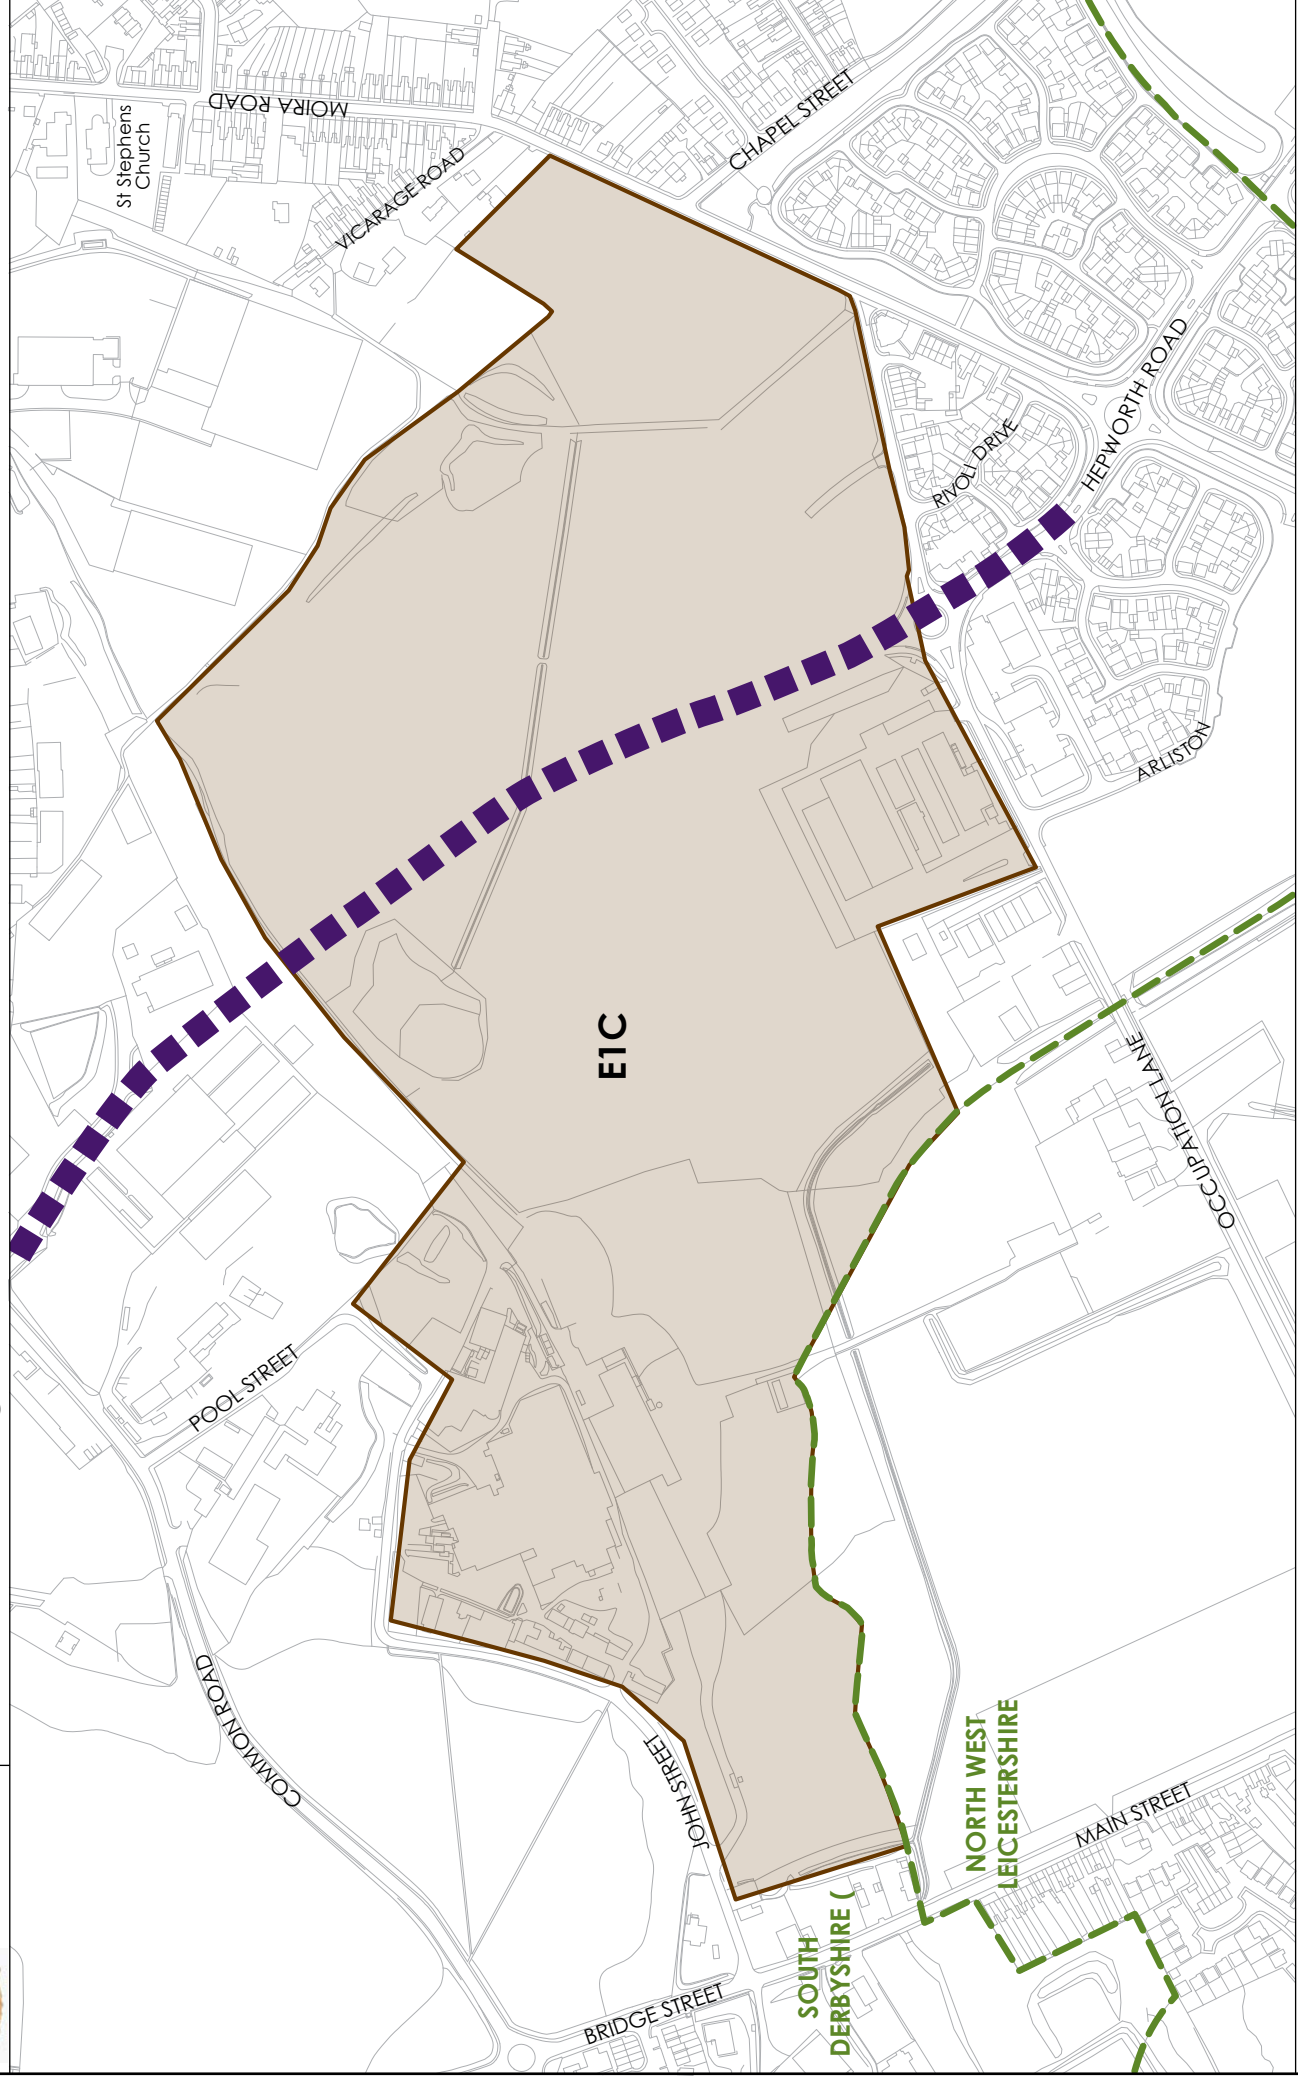 MOIRA ROAD
St Stephens
Church
VICARAGE ROAD
CHAPEL STREET
HEPWORTH ROAD
RIVOLI DRIVE
ARLISTON
E1C
OCCUPATION LANE
POOL STREET
COMMON ROAD
JOHN STREET
NORTH WEST
LEICESTERSHIRE
MAIN STREET
SOUTH
DERBYSHIRE (
BRIDGE STREET